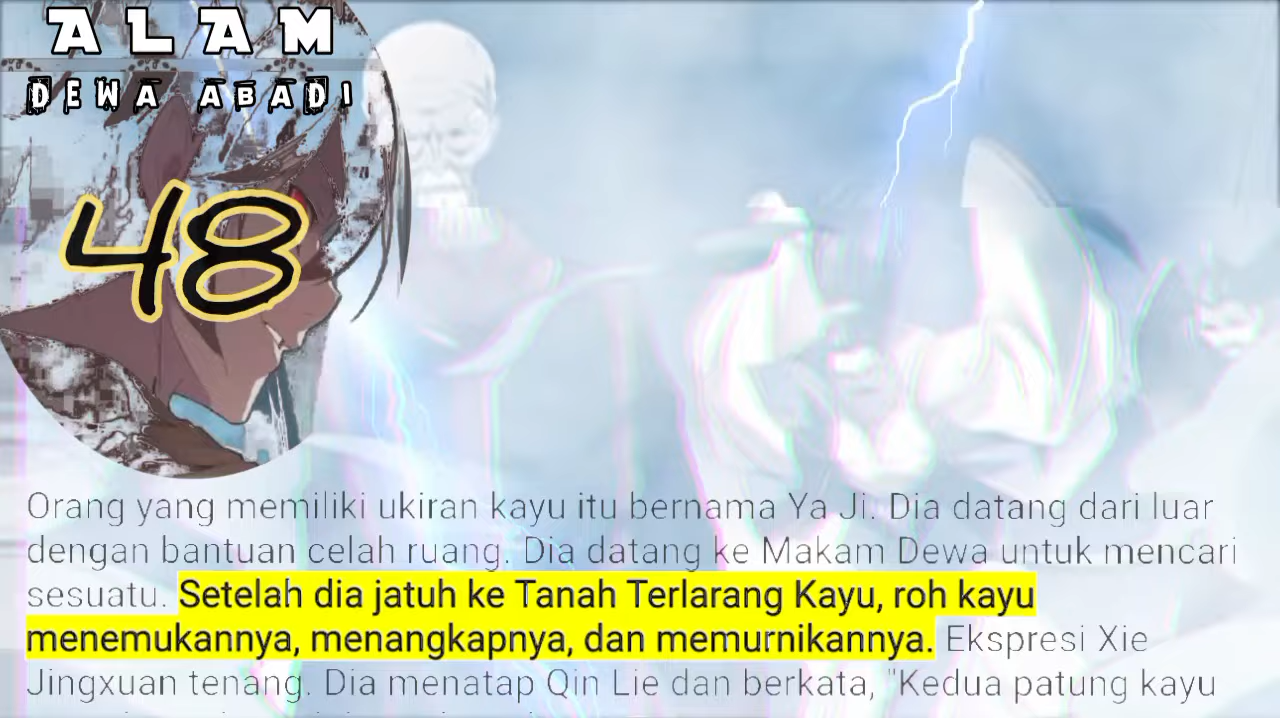 ALAM
DEWA ABADI
48
Orang yang memiliki ukiran kayu itu bernama Ya Ji. Dia datang dari luar
dengan bantuan celah ruang. Dia datang ke Makam Dewa untuk mencari
sesuatu. Setelah dia jatuh ke Tanah Terlarang Kayu, roh kayu
menemukannya, menangkapnya, dan memurnikannya. Ekspresi Xie
Jingxuan tenang. Dia menatap Qin Lie dan berkata, "Kedua patung kayu